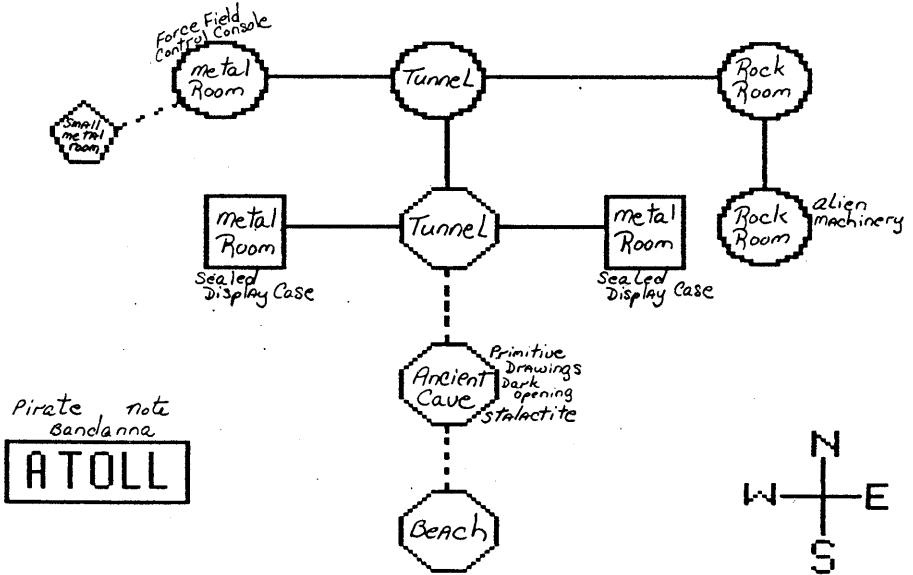 Force Field
Control Console
Metal
Room
Tunnel
Rock
Room
Small
metal
room
Metal
Room
Sealed
Display Case
Tunnel
Metal
Room
Sealed
Display Case
Rock
Room
alien
machinery
Ancient
Cave
Primitive
Drawings
Dark
opening
Stalactite
Pirate, note
Bandanna
ATOLL
Beach
N
W E
S